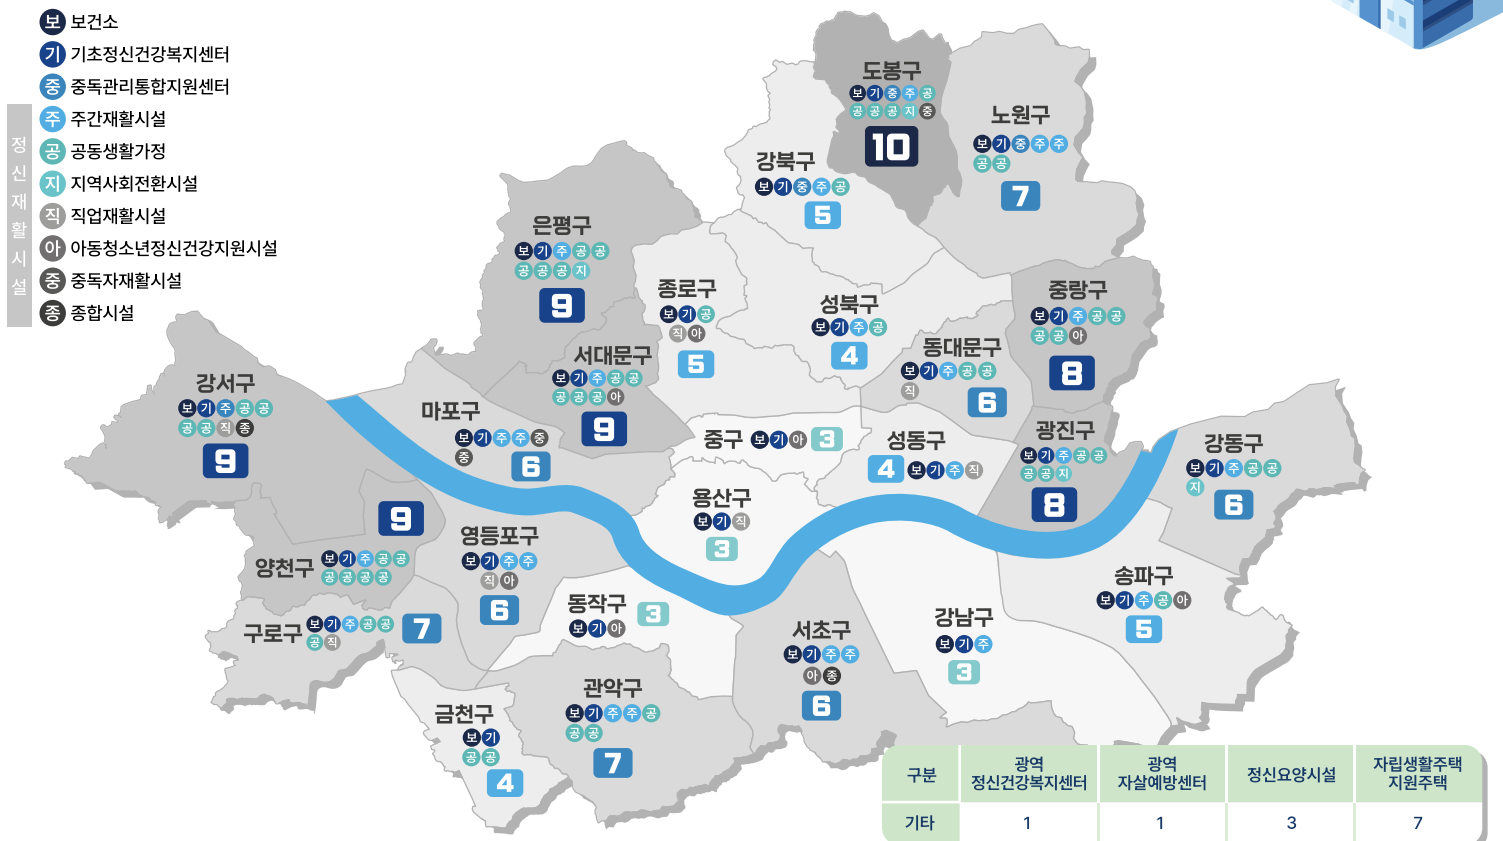 보 보건소
기 기초정신건강복지센터
중 중독관리통합지원센터
정신재활시설
주 주간재활시설
공 공동생활가정
지 지역사회전환시설
직 직업재활시설
아 아동청소년정신건강지원시설
중 중독자재활시설
종 종합시설
도봉구
보 기 중 주 공
공 공 공 지 중
10
노원구
보 기 중 주 주
공 공
7
강북구
보 기 중 주 공
5
은평구
보 기 주 공 공
공 공 공 지
9
종로구
보 기 공
직 아
5
성북구
보 기 주 공
4
중랑구
보 기 주 공 공
공 공 아
8
서대문구
보 기 주 공 공
공 공 공 아
9
동대문구
보 기 주 공 공
직
6
강서구
보 기 주 공 공
공 공 직 종
9
마포구
보 기 주 주 중
중
6
중구 보 기 아 3
성동구
4 보 기 주 직
광진구
보 기 주 공 공
공 공 지
8
강동구
보 기 주 공 공
지
6
용산구
보 기 직
3
9
양천구 보 기 주 공 공
공 공 공 공
영등포구
보 기 주 주
직 아
6
구로구 보 기 주 공 공
공 직
7
동작구
보 기 아
3
서초구
보 기 주 주
아 종
6
강남구
보 기 주
3
송파구
보 기 주 공 아
5
금천구
보 기
공 공
4
관악구
보 기 주 주 공
공 공
7
구분 광역 정신건강복지센터 광역 자살예방센터 정신요양시설 자립생활주택 지원주택
기타 1 1 3 7